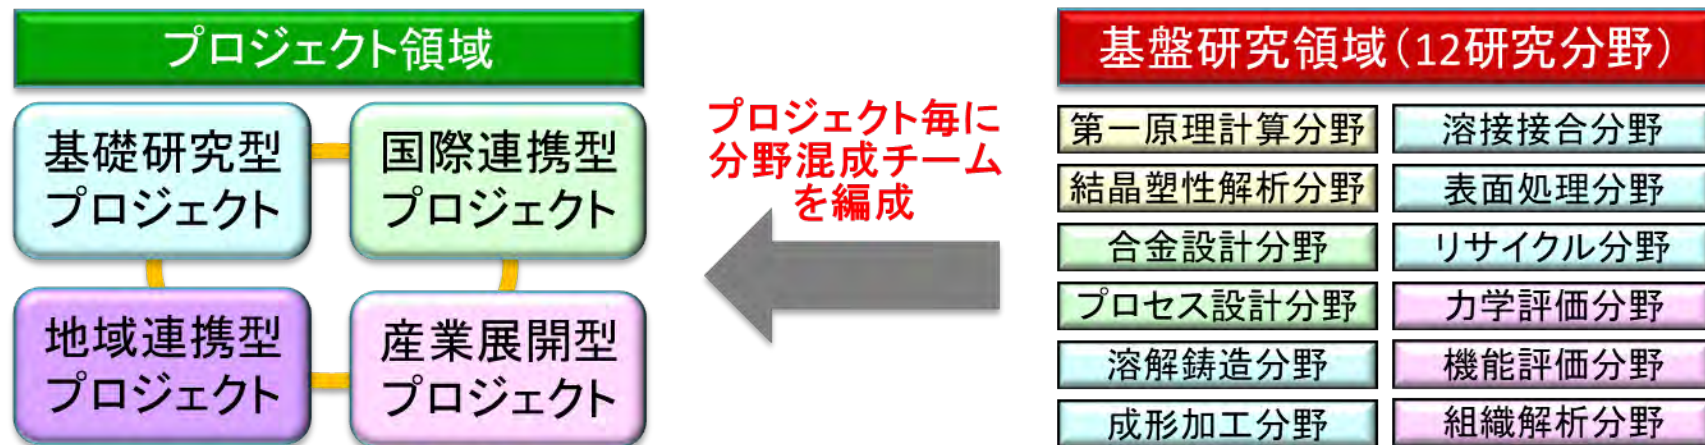 プロジェクト領域
基礎研究型
プロジェクト
国際連携型
プロジェクト
地域連携型
プロジェクト
産業展開型
プロジェクト
プロジェクト毎に
分野混成チーム
を編成
基盤研究領域(12研究分野)
第一原理計算分野
結晶塑性解析分野
合金設計分野
プロセス設計分野
溶解鋳造分野
成形加工分野
溶接接合分野
表面処理分野
リサイクル分野
力学評価分野
機能評価分野
組織解析分野